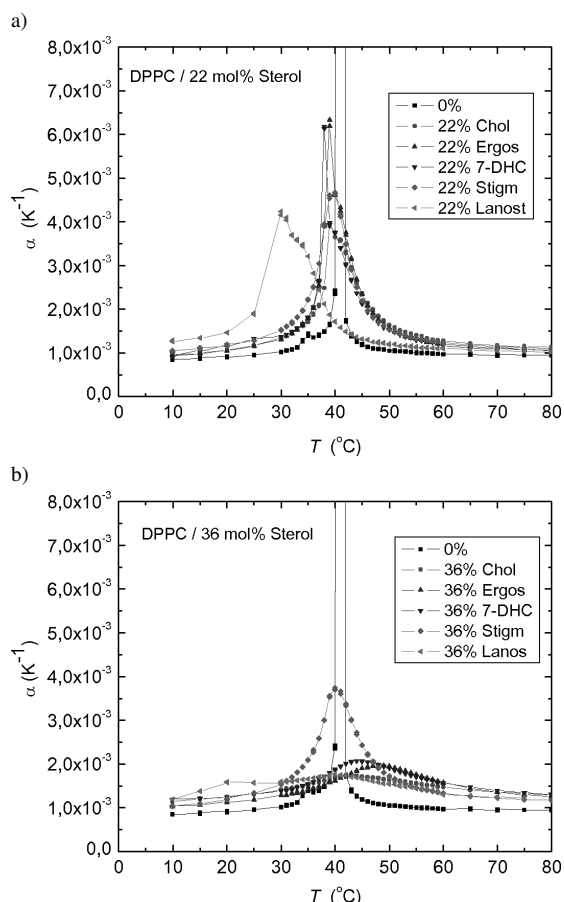 a)
8,0x10⁻³
DPPC / 22 mol% Sterol
7,0x10⁻³
6,0x10⁻³
5,0x10⁻³
4,0x10⁻³
3,0x10⁻³
2,0x10⁻³
1,0x10⁻³
0,0
α (K⁻¹)
0%
22% Chol
22% Ergos
22% 7-DHC
22% Stigm
22% Lanost
0 10 20 30 40 50 60 70 80
T (°C)
b)
8,0x10⁻³
DPPC / 36 mol% Sterol
7,0x10⁻³
6,0x10⁻³
5,0x10⁻³
4,0x10⁻³
3,0x10⁻³
2,0x10⁻³
1,0x10⁻³
0,0
α (K⁻¹)
0%
36% Chol
36% Ergos
36% 7-DHC
36% Stigm
36% Lanos
0 10 20 30 40 50 60 70 80
T (°C)